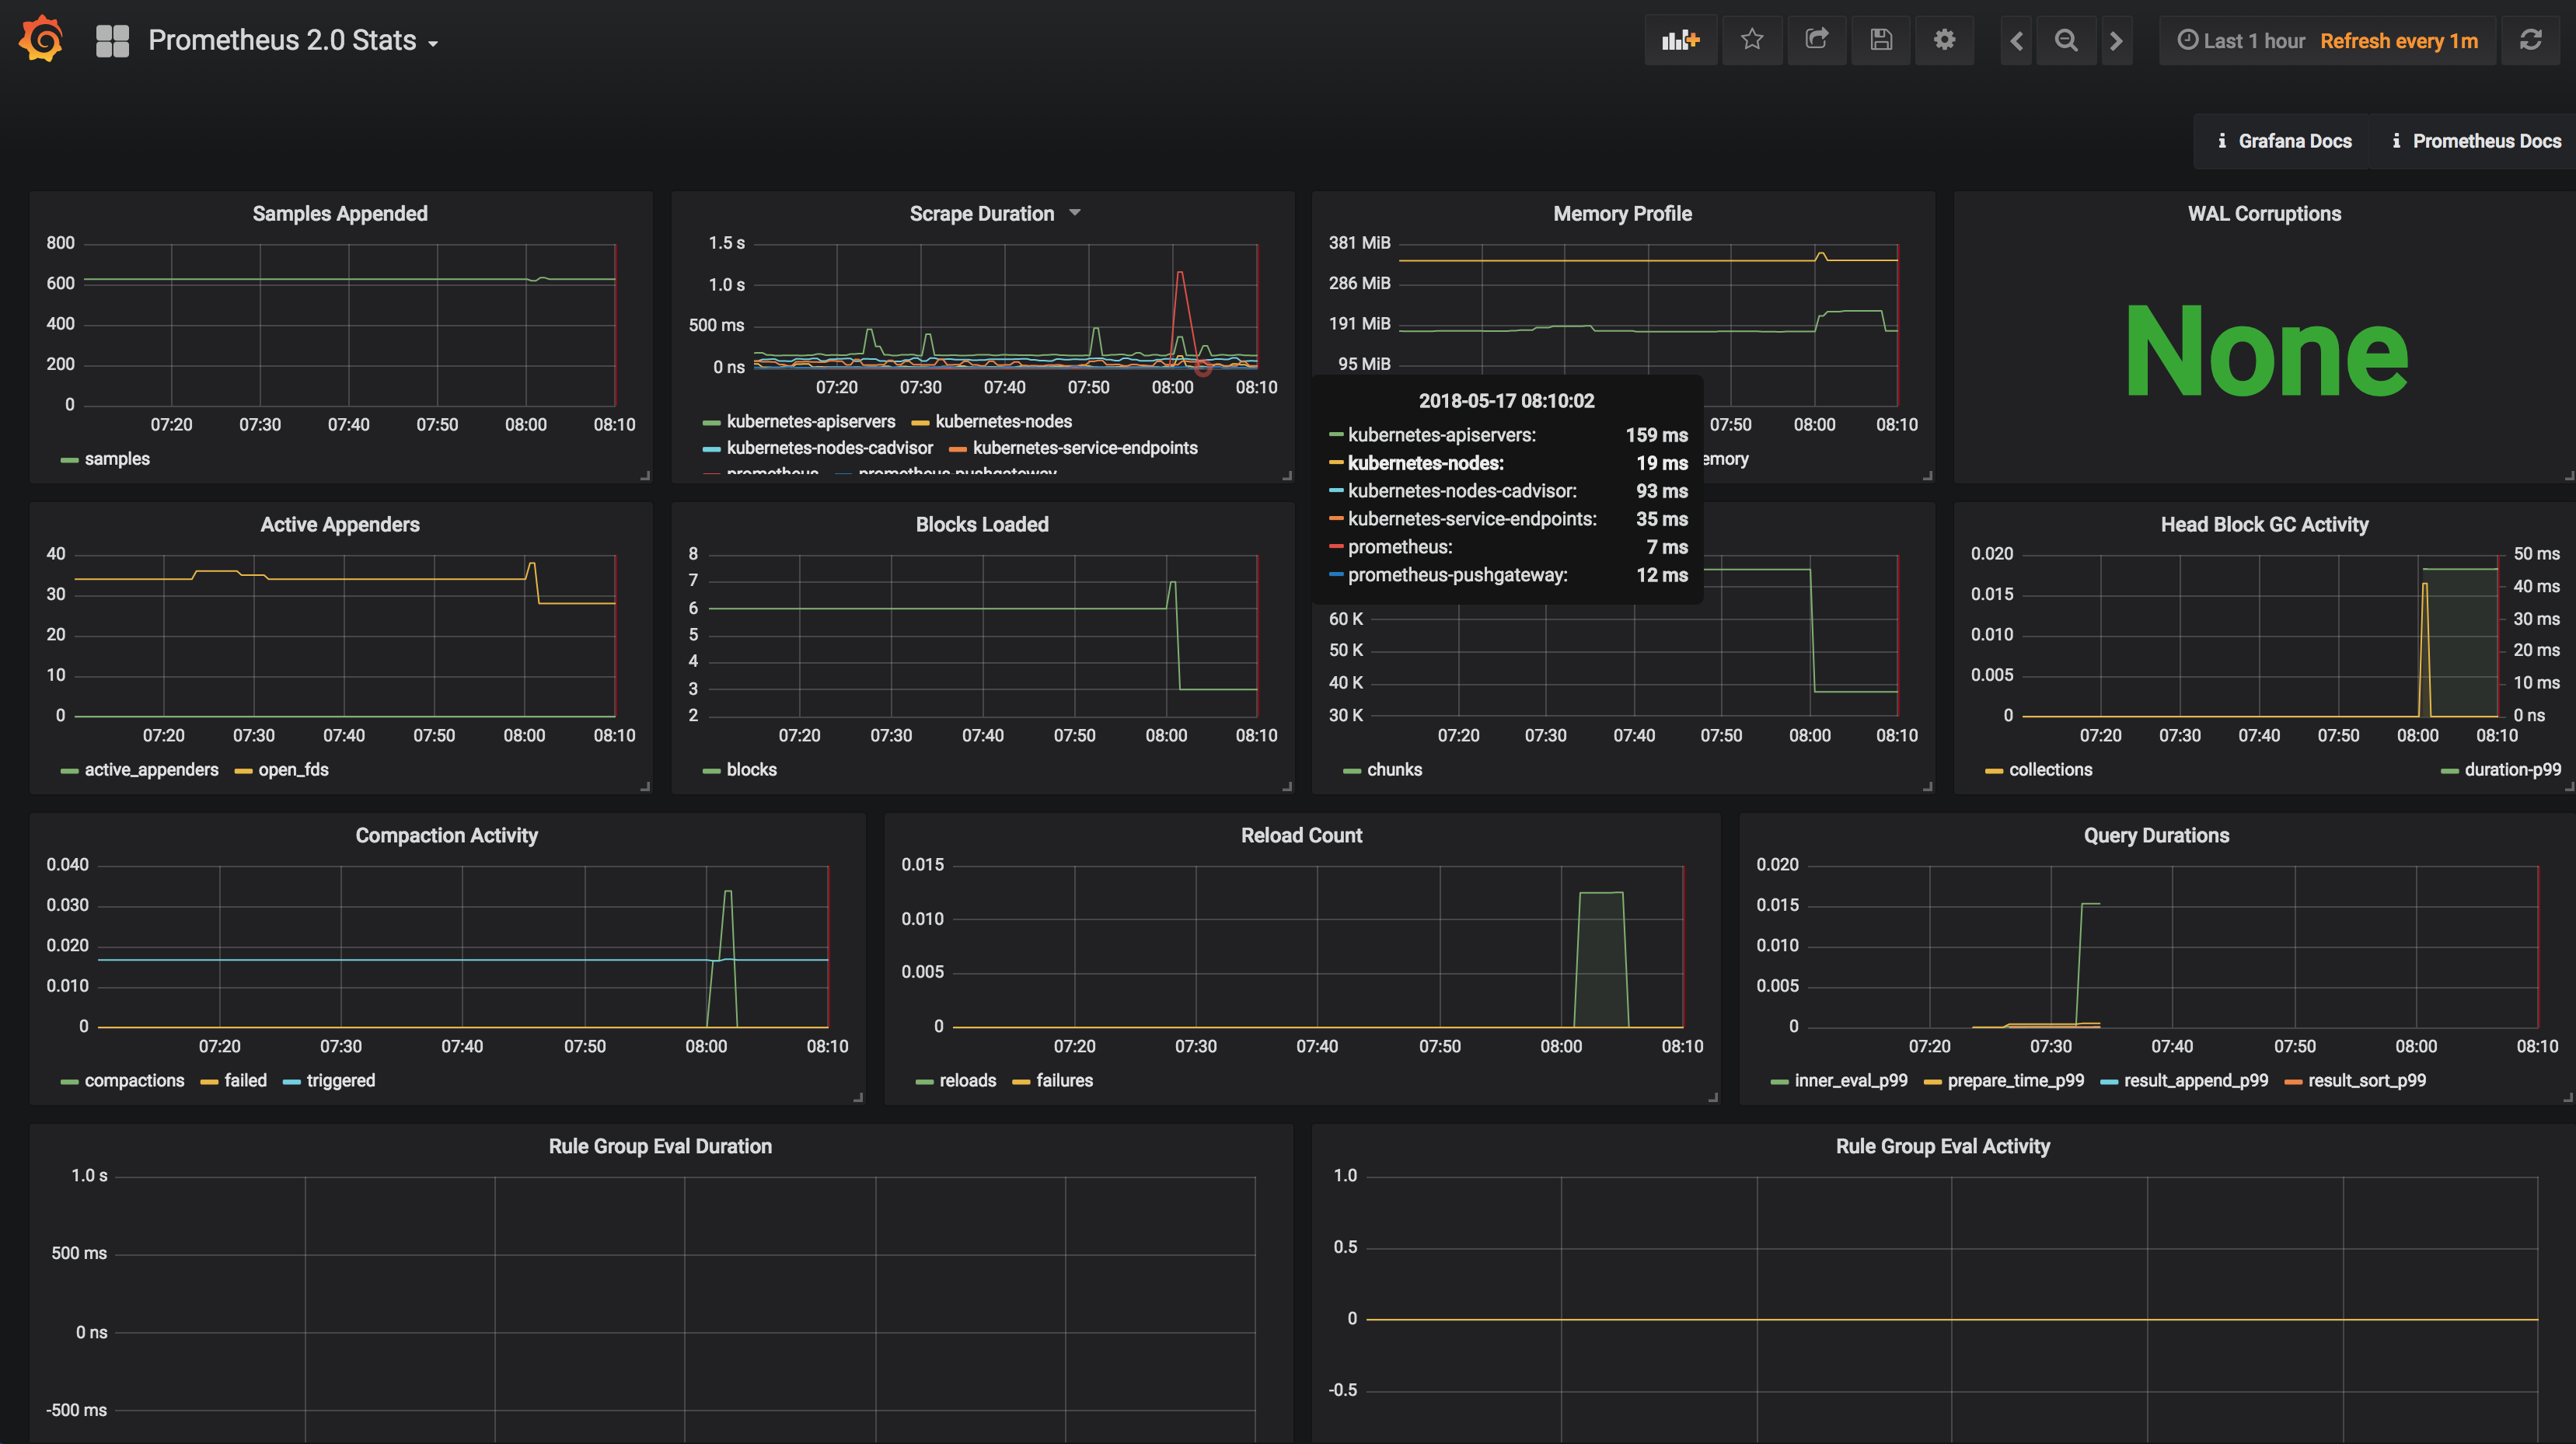 Prometheus 2.0 Stats
Last 1 hour Refresh every 1m
Grafana Docs
Prometheus Docs
Samples Appended
800
600
400
200
0
07:20 07:30 07:40 07:50 08:00 08:10
samples
Scrape Duration
1.5 s
1.0 s
500 ms
0 ns
07:20 07:30 07:40 07:50 08:00 08:10
kubernetes-apiservers kubernetes-nodes
kubernetes-nodes-cadvisor kubernetes-service-endpoints
prometheus prometheus-pushgateway
Memory Profile
381 MiB
286 MiB
191 MiB
95 MiB
07:50 08:00 08:10
emory
2018-05-17 08:10:02
kubernetes-apiservers: 159 ms
kubernetes-nodes: 19 ms
kubernetes-nodes-cadvisor: 93 ms
kubernetes-service-endpoints: 35 ms
prometheus: 7 ms
prometheus-pushgateway: 12 ms
WAL Corruptions
None
Active Appenders
40
30
20
10
0
07:20 07:30 07:40 07:50 08:00 08:10
active_appenders open_fds
Blocks Loaded
8
7
6
5
4
3
2
07:20 07:30 07:40 07:50 08:00 08:10
blocks
60 K
50 K
40 K
30 K
07:20 07:30 07:40 07:50 08:00 08:10
chunks
Head Block GC Activity
0.020 50 ms
0.015 40 ms
0.010 30 ms
0.005 20 ms
0 10 ms
0 ns
07:20 07:30 07:40 07:50 08:00 08:10
collections duration-p99
Compaction Activity
0.040
0.030
0.020
0.010
0
07:20 07:30 07:40 07:50 08:00 08:10
compactions failed triggered
Reload Count
0.015
0.010
0.005
0
07:20 07:30 07:40 07:50 08:00 08:10
reloads failures
Query Durations
0.020
0.015
0.010
0.005
0
07:20 07:30 07:40 07:50 08:00 08:10
inner_eval_p99 prepare_time_p99 result_append_p99 result_sort_p99
Rule Group Eval Duration
1.0 s
500 ms
0 ns
-500 ms
Rule Group Eval Activity
1.0
0.5
0
-0.5